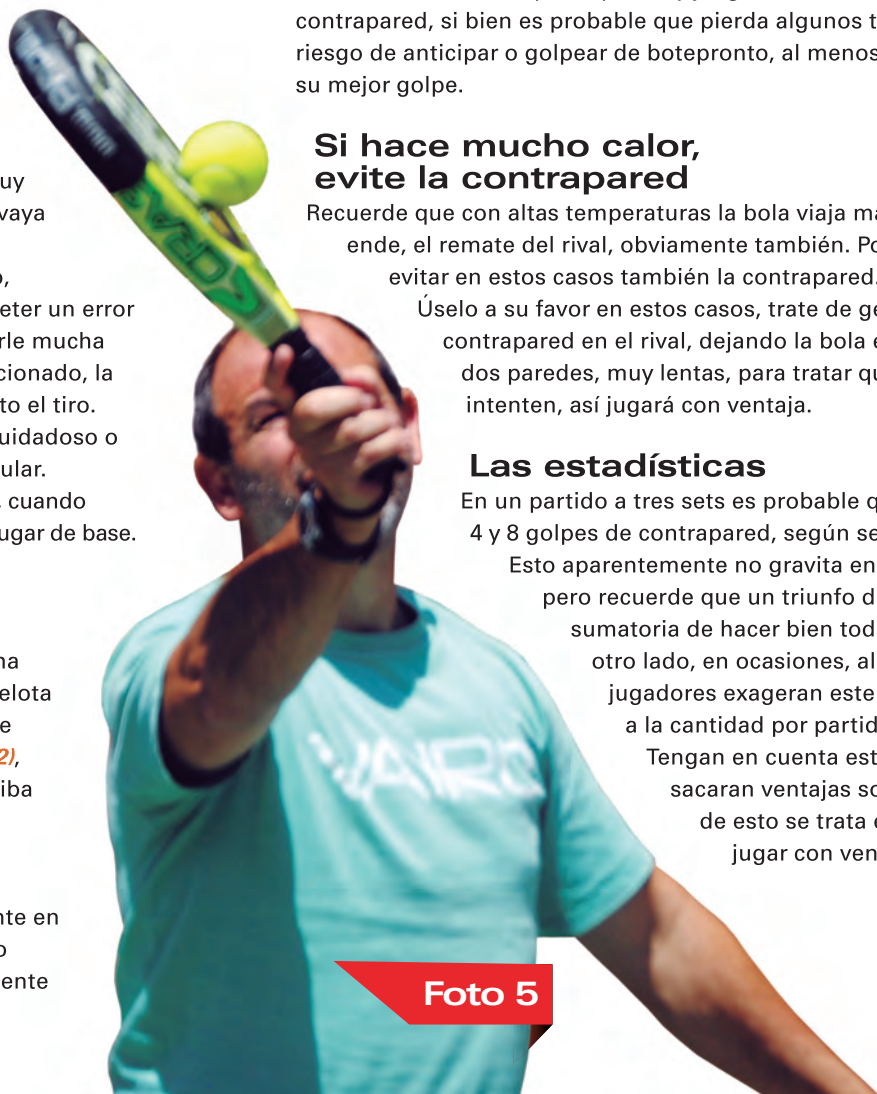 uy
vaya
o,
eter un error
rle mucha
cionado, la
to el tiro.
uidadoso o
ular.
, cuando
ugar de base.
na
elota
e
2),
iba
nte en
o
ente
contrapared, si bien es probable que pierda algunos t
riesgo de anticipar o golpear de botepronto, al menos
su mejor golpe.
Si hace mucho calor,
evite la contrapared
Recuerde que con altas temperaturas la bola viaja má
ende, el remate del rival, obviamente también. Po
evitar en estos casos también la contrapared.
Úselo a su favor en estos casos, trate de ge
contrapared en el rival, dejando la bola e
dos paredes, muy lentas, para tratar qu
intenten, así jugará con ventaja.
Las estadísticas
En un partido a tres sets es probable q
4 y 8 golpes de contrapared, según se
Esto aparentemente no gravita en
pero recuerde que un triunfo d
sumatoria de hacer bien tod
otro lado, en ocasiones, al
jugadores exageran este
a la cantidad por partid
Tengan en cuenta est
sacaran ventajas so
de esto se trata e
jugar con ven
VAIRO
Foto 5